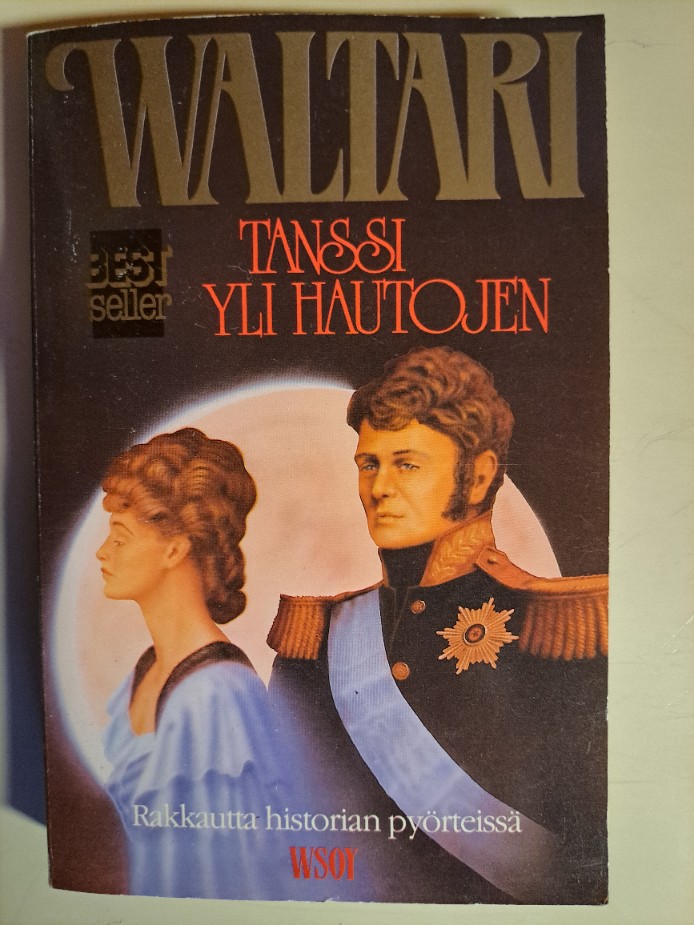 WALTARI
TANSSI
YLI HAUTOJEN
BEST
seller
Rakkautta historian pyörteissä
WSOY